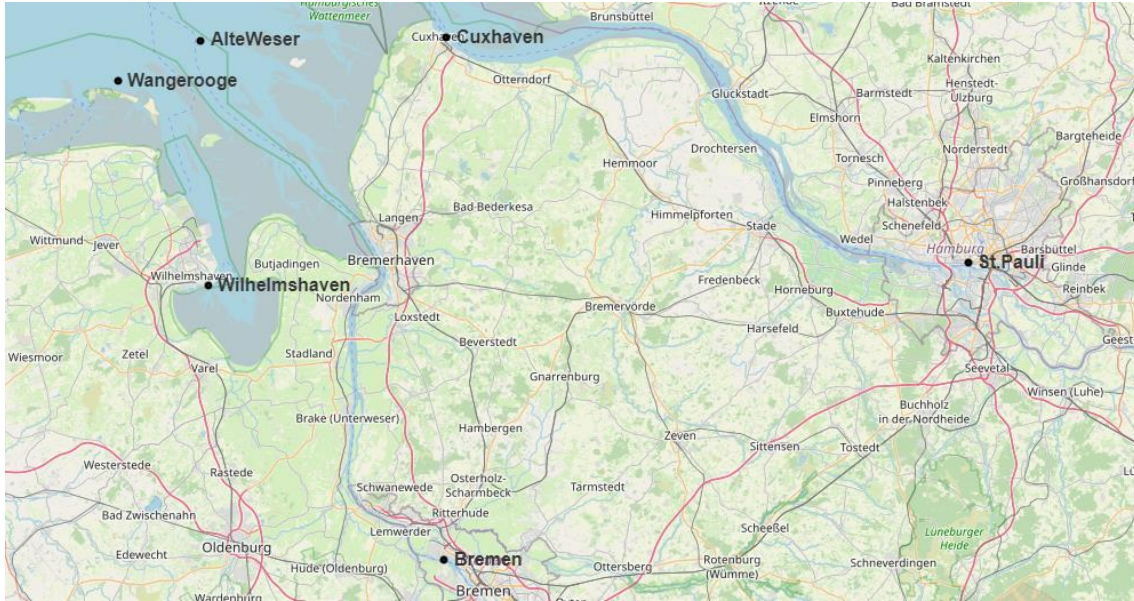 Hamburgisches
Wattenmeer
Brunsbüttel
Bad Bramstedt
AlteWeser
Cuxhaven
Cuxhaven
Kaltenkirchen
Wangerooge
Otterndorf
Glückstadt
Barmstedt
Henstedt-
Ulzburg
Elmshorn
Bargteheide
Drochtersen
Norderstedt
Hemmoor
Tornesch
Pinneberg
Großhansdorf
Halstenbek
Langen
Bad Bederkesa
Himmelpforten
Stade
Schenefeld
Wittmund
Jever
Wedel
Hamburg
Barsbüttel
Bremerhaven
Butjadingen
St.Pauli
Glinde
Wilhelmshaven
Wilhelmshaven
Fredenbeck
Horneburg
Reinbek
Nordenham
Bremervörde
Buxtehude
Loxstedt
Harsefeld
Geest
Wiesmoor
Zetel
Stadland
Beverstedt
Varel
Seevetal
Gnarrenburg
Winsen (Luhe)
Buchholz
in der Nordheide
Brake (Unterweser)
Hambergen
Zeven
Sittensen
Tostedt
Westerstede
Rastede
Osterholz-
Scharmbeck
Schwanewede
Tarmstedt
Bad Zwischenahn
Ritterhude
Scheeßel
Lüneburger
Heide
Lemwerder
Oldenburg
Edewecht
Bremen
Hude (Oldenburg)
Ottersberg
Rotenburg
(Wümme)
Schneverdingen
Bremen
Wardenburg